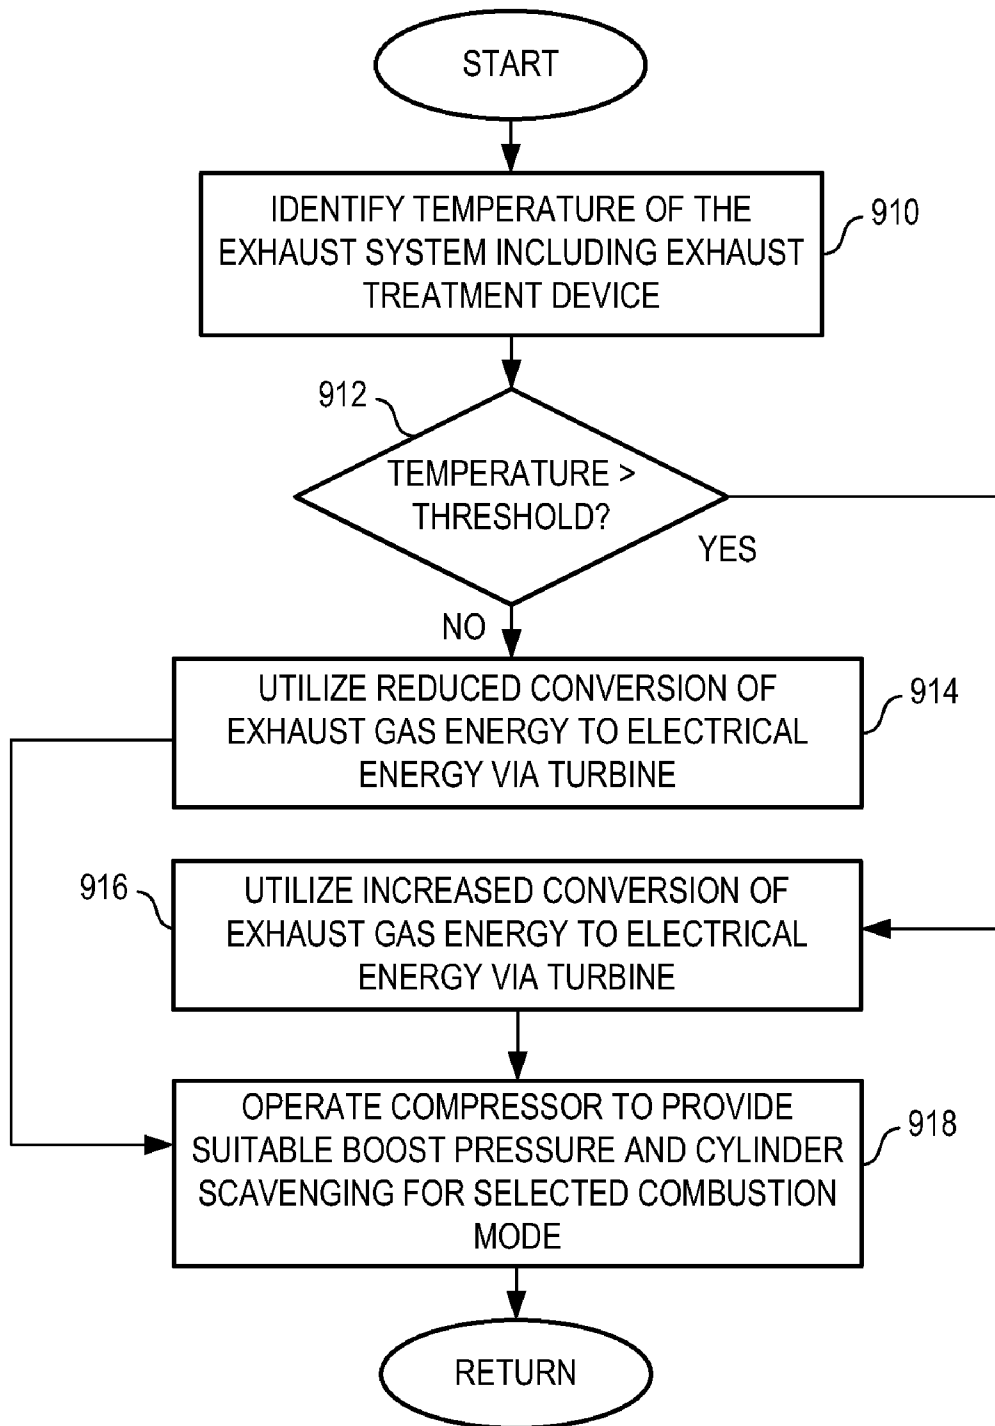 START
IDENTIFY TEMPERATURE OF THE
EXHAUST SYSTEM INCLUDING EXHAUST
TREATMENT DEVICE
910
912
TEMPERATURE >
THRESHOLD?
YES
NO
UTILIZE REDUCED CONVERSION OF
EXHAUST GAS ENERGY TO ELECTRICAL
ENERGY VIA TURBINE
914
916
UTILIZE INCREASED CONVERSION OF
EXHAUST GAS ENERGY TO ELECTRICAL
ENERGY VIA TURBINE
OPERATE COMPRESSOR TO PROVIDE
SUITABLE BOOST PRESSURE AND CYLINDER
SCAVENGING FOR SELECTED COMBUSTION
MODE
918
RETURN